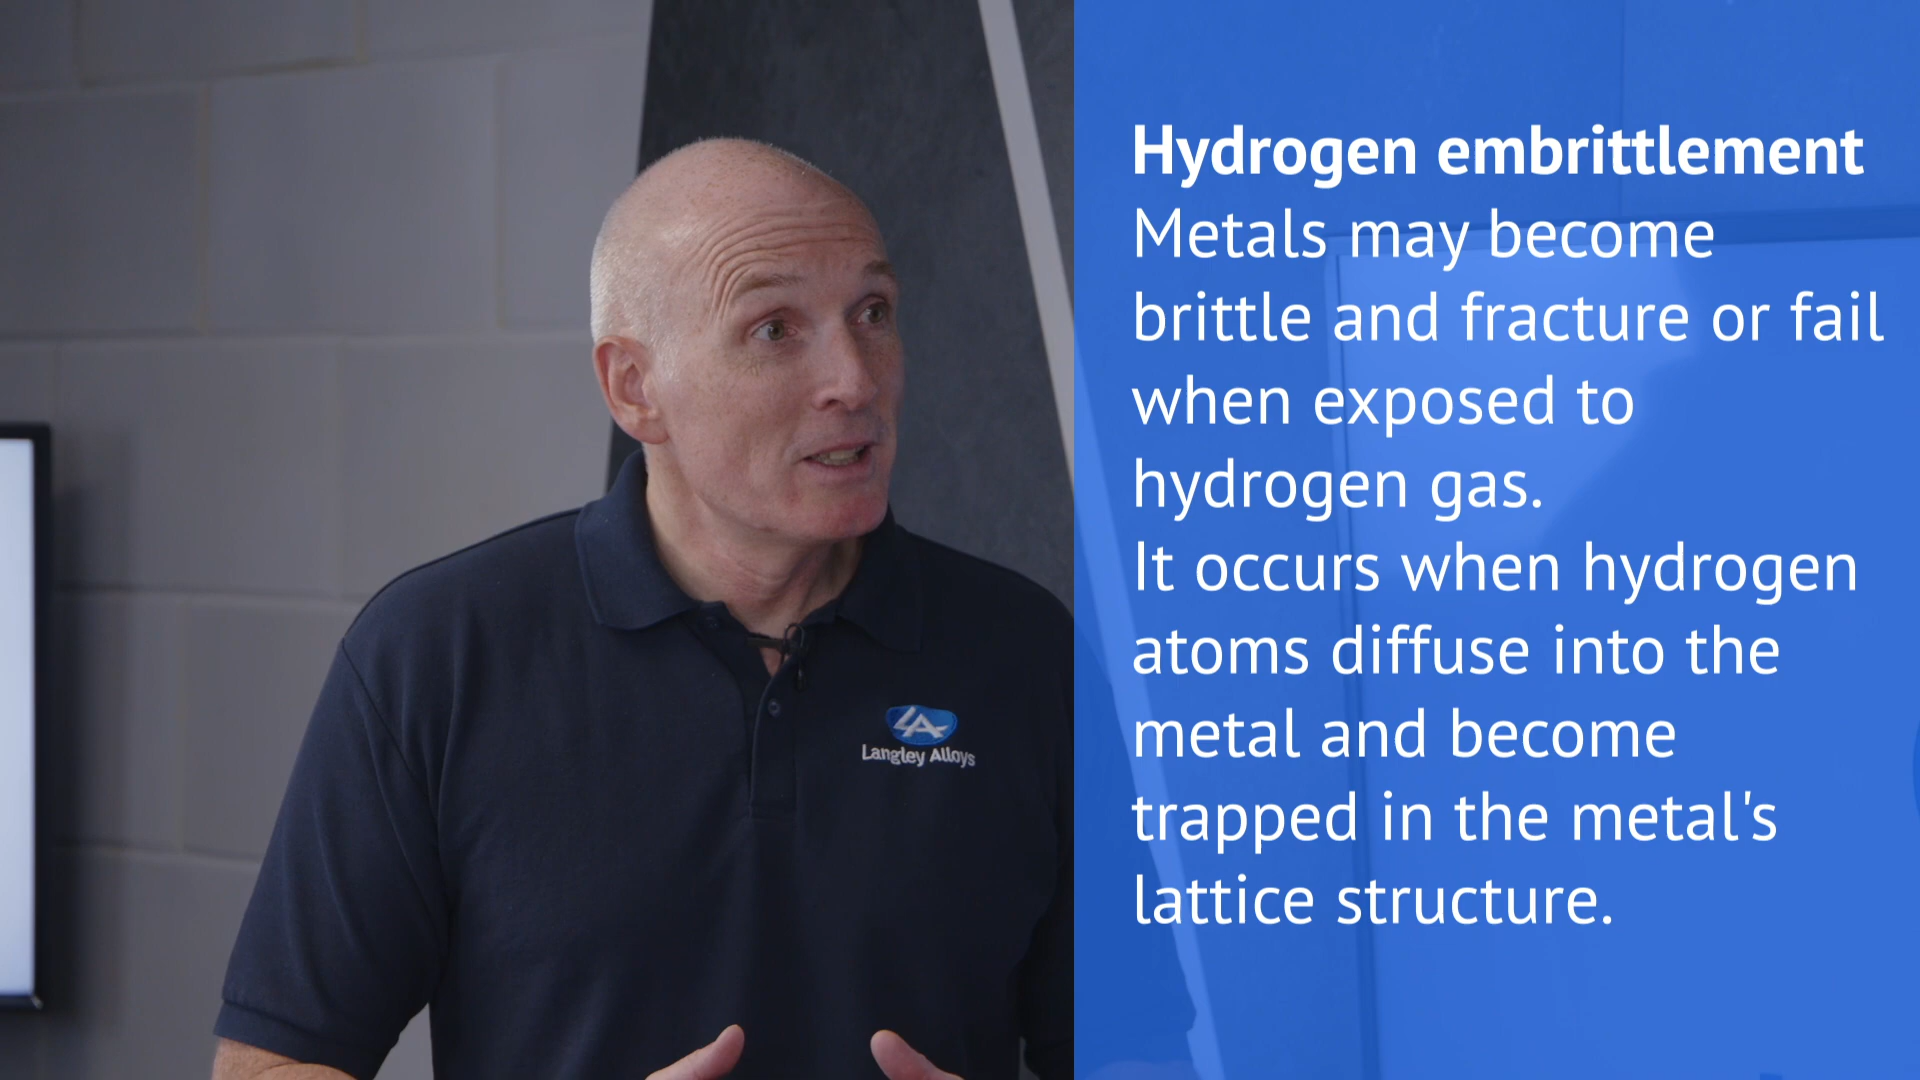 Hydrogen embrittlement
Metals may become
brittle and fracture or fail
when exposed to
hydrogen gas.
It occurs when hydrogen
atoms diffuse into the
metal and become
trapped in the metal's
lattice structure.
LA
Langley Alloys